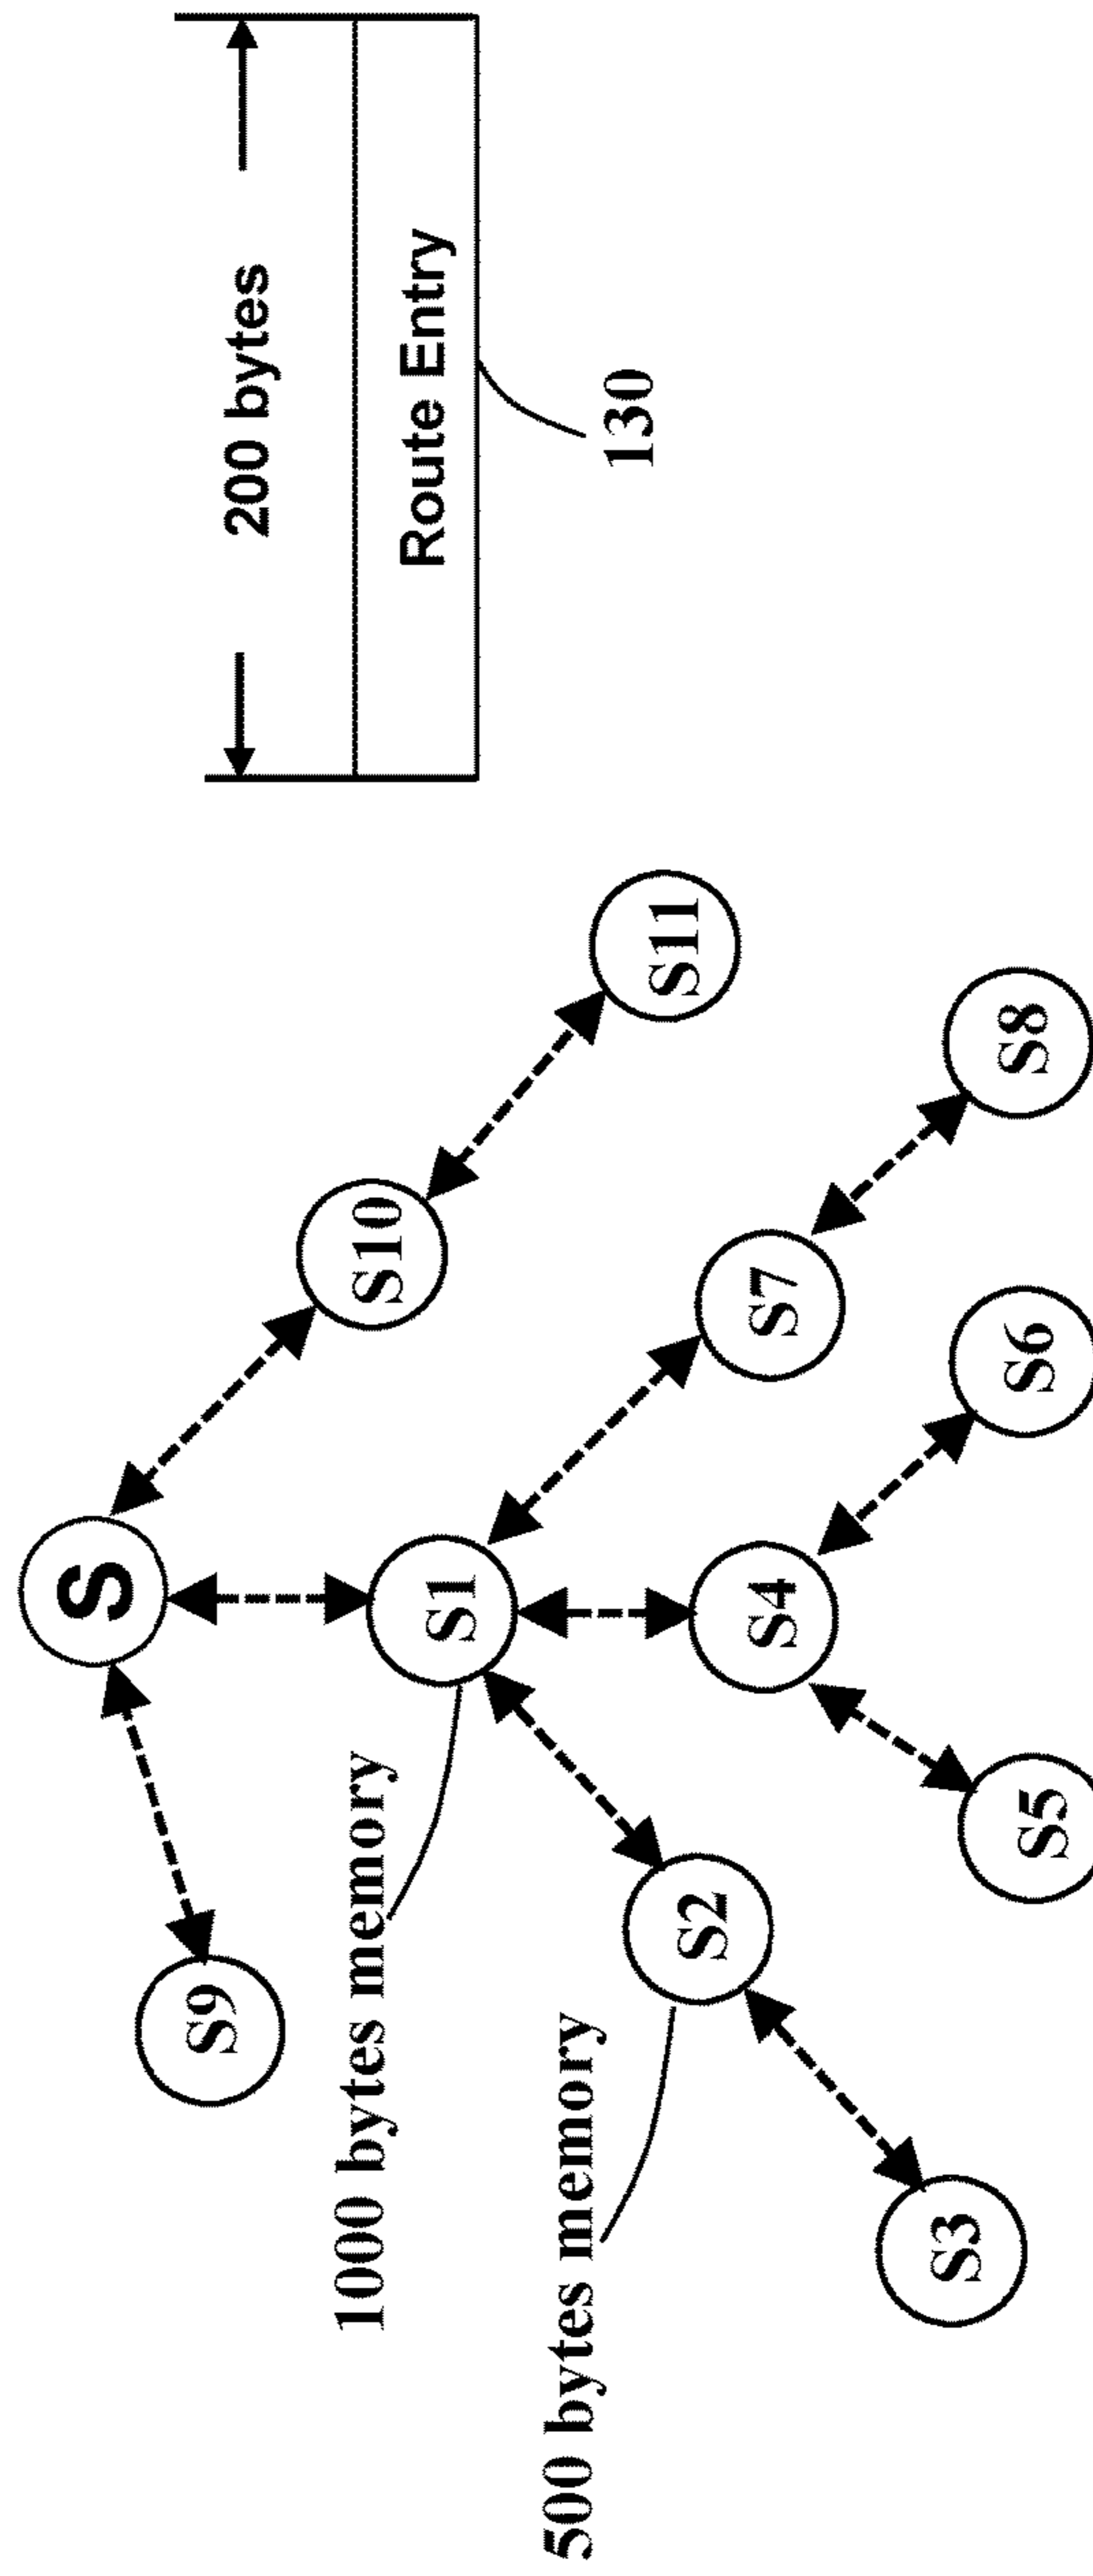 200 bytes
Route Entry
130
S
S9
S10
1000 bytes memory
S1
S11
500 bytes memory
S2
S4
S7
S3
S5
S6
S8